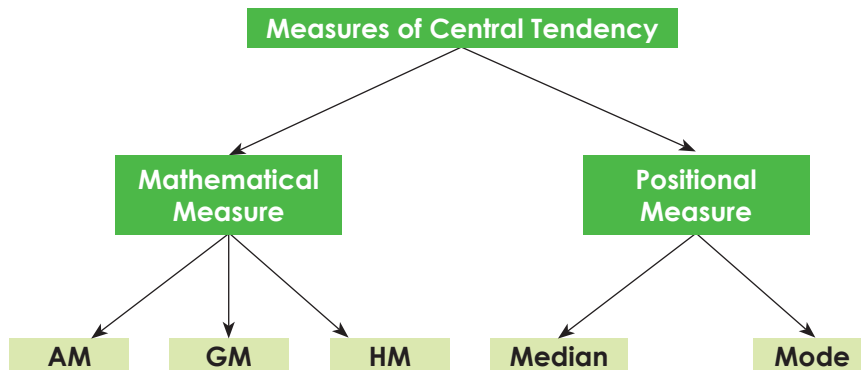 Measures of Central Tendency
Mathematical
Measure
Positional
Measure
AM
GM
HM
Median
Mode